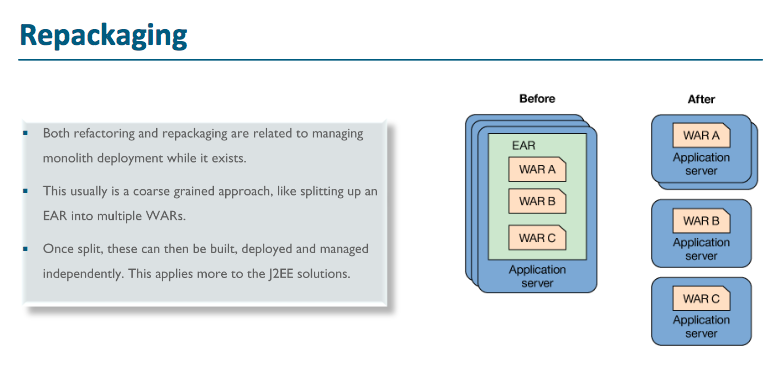 Repackaging
Both refactoring and repackaging are related to managing
monolith deployment while it exists.
This usually is a coarse grained approach, like splitting up an
EAR into multiple WARs.
Once split, these can then be built, deployed and managed
independently. This applies more to the J2EE solutions.
Before
EAR
WAR A
WAR B
WAR C
Application
server
After
WAR A
Application
server
WAR B
Application
server
WAR C
Application
server